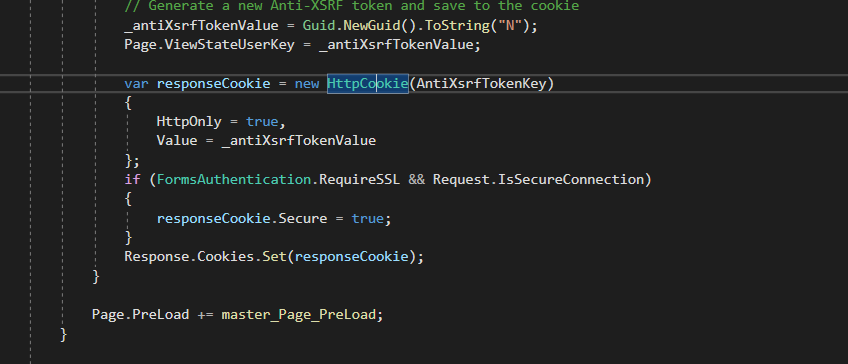 // Generate a new Anti-XSRF token and save to the cookie
_antiXsrfTokenValue = Guid.NewGuid().ToString("N");
Page.ViewStateUserKey = _antiXsrfTokenValue;
var responseCookie = new HttpCookie(AntiXsrfTokenKey)
{
HttpOnly = true,
Value = _antiXsrfTokenValue
};
if (FormsAuthentication.RequireSSL && Request.IsSecureConnection)
{
responseCookie.Secure = true;
}
Response.Cookies.Set(responseCookie);
}
Page.PreLoad += master_Page_PreLoad;
}